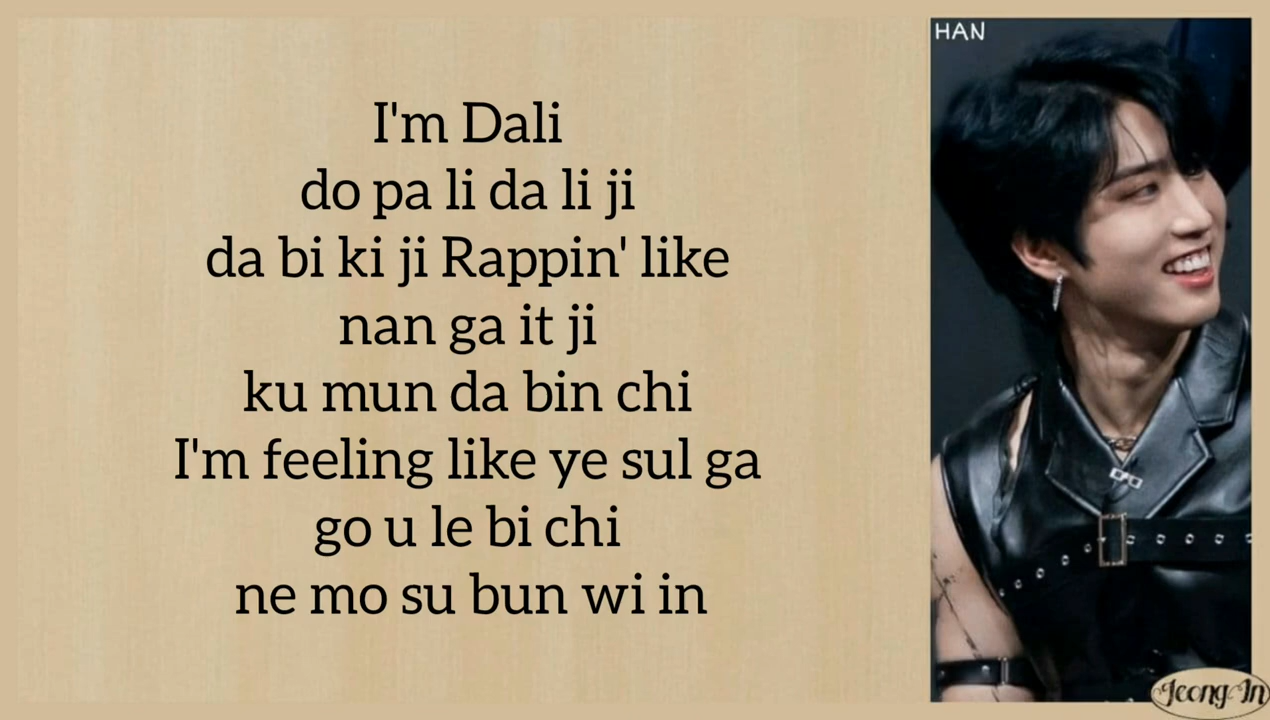 HAN
I'm Dali
do pa li da li ji
da bi ki ji Rappin' like
nan ga it ji
ku mun da bin chi
I'm feeling like ye sul ga
go u le bi chi
ne mo su bun wi in
Jeong In